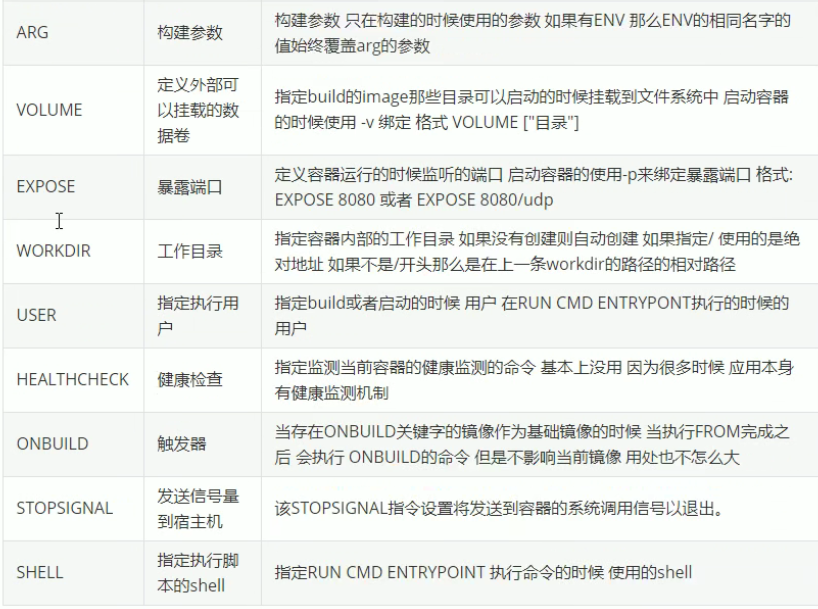 ARG
构建参数
构建参数 只在构建的时候使用的参数 如果有ENV 那么ENV的相同名字的
值始终覆盖arg的参数
VOLUME
定义外部可
以挂载的数
据卷
指定build的image那些目录可以启动的时候挂载到文件系统中 启动容器
的时候使用 -v 绑定 格式 VOLUME ["目录"]
EXPOSE
暴露端口
定义容器运行的时候监听的端口 启动容器的使用-p来绑定暴露端口 格式:
EXPOSE 8080 或者 EXPOSE 8080/udp
WORKDIR
工作目录
指定容器内部的工作目录 如果没有创建则自动创建 如果指定/ 使用的是绝
对地址 如果不是/开头那么是在上一条workdir的路径的相对路径
USER
指定执行用
户
指定build或者启动的时候 用户 在RUN CMD ENTRYPONT执行的时候的
用户
HEALTHCHECK
健康检查
指定监测当前容器的健康监测的命令 基本上没用 因为很多时候 应用本身
有健康监测机制
ONBUILD
触发器
当存在ONBUILD关键字的镜像作为基础镜像的时候 当执行FROM完成之
后 会执行 ONBUILD的命令 但是不影响当前镜像 用处也不怎么大
STOPSIGNAL
发送信号量
到宿主机
该STOPSIGNAL指令设置将发送到容器的系统调用信号以退出。
SHELL
指定执行脚
本的shell
指定RUN CMD ENTRYPOINT 执行命令的时候 使用的shell